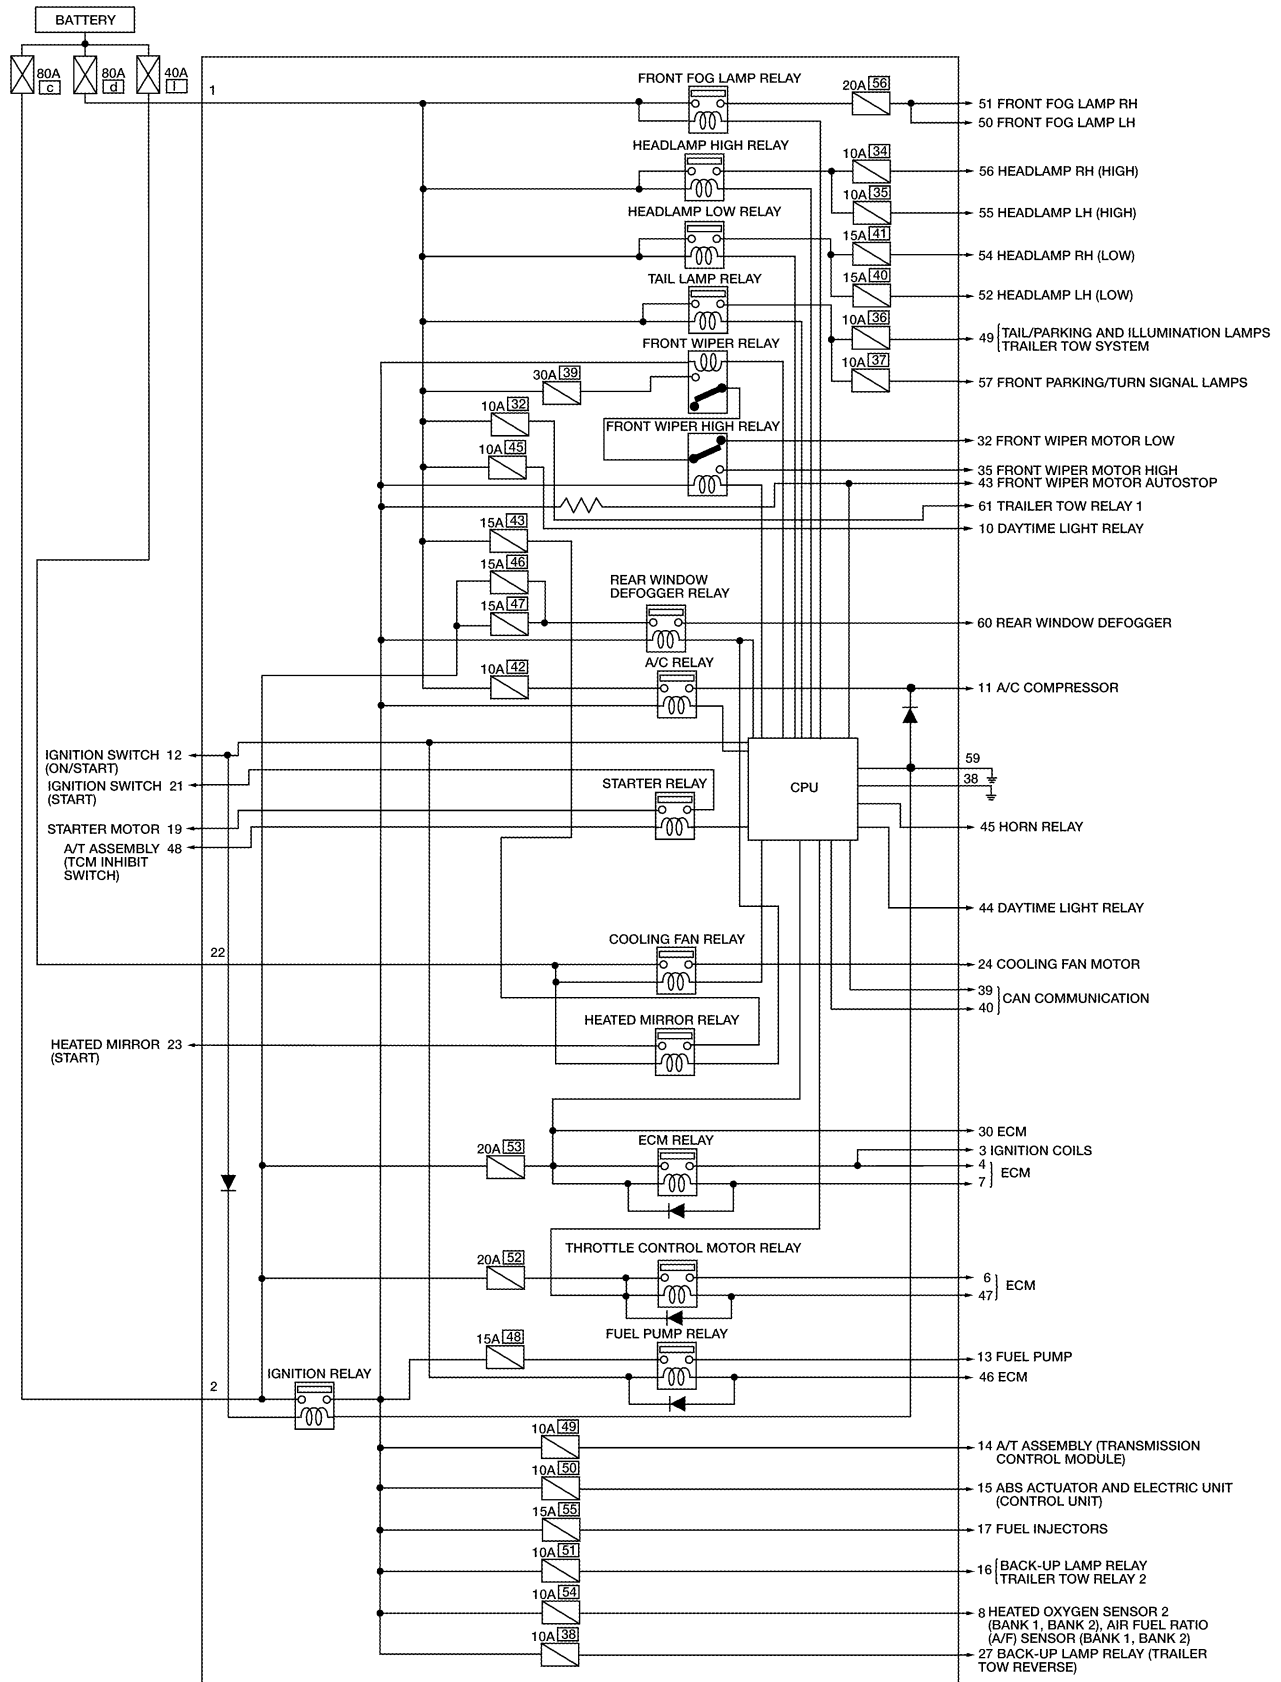 BATTERY
80A
c
80A
d
40A
I
1
FRONT FOG LAMP RELAY
20A 56
51 FRONT FOG LAMP RH
50 FRONT FOG LAMP LH
HEADLAMP HIGH RELAY
10A 34
56 HEADLAMP RH (HIGH)
10A 35
55 HEADLAMP LH (HIGH)
HEADLAMP LOW RELAY
15A 41
54 HEADLAMP RH (LOW)
15A 40
52 HEADLAMP LH (LOW)
TAIL LAMP RELAY
10A 36
49 TAIL/PARKING AND ILLUMINATION LAMPS
TRAILER TOW SYSTEM
FRONT WIPER RELAY
10A 37
57 FRONT PARKING/TURN SIGNAL LAMPS
30A 39
10A 32
FRONT WIPER HIGH RELAY
32 FRONT WIPER MOTOR LOW
10A 45
35 FRONT WIPER MOTOR HIGH
43 FRONT WIPER MOTOR AUTOSTOP
61 TRAILER TOW RELAY 1
15A 43
10 DAYTIME LIGHT RELAY
15A 46
REAR WINDOW
DEFOGGER RELAY
15A 47
60 REAR WINDOW DEFOGGER
10A 42
A/C RELAY
11 A/C COMPRESSOR
IGNITION SWITCH 12
(ON/START)
59
IGNITION SWITCH 21
(START)
STARTER RELAY
CPU
38
STARTER MOTOR 19
45 HORN RELAY
A/T ASSEMBLY 48
(TCM INHIBIT
SWITCH)
44 DAYTIME LIGHT RELAY
22
COOLING FAN RELAY
24 COOLING FAN MOTOR
39
CAN COMMUNICATION
40
HEATED MIRROR RELAY
HEATED MIRROR 23
(START)
30 ECM
20A 53
ECM RELAY
3 IGNITION COILS
4
ECM
7
THROTTLE CONTROL MOTOR RELAY
20A 52
6
ECM
47
FUEL PUMP RELAY
15A 48
13 FUEL PUMP
46 ECM
2
IGNITION RELAY
10A 49
14 A/T ASSEMBLY (TRANSMISSION
CONTROL MODULE)
10A 50
15 ABS ACTUATOR AND ELECTRIC UNIT
(CONTROL UNIT)
15A 55
17 FUEL INJECTORS
10A 51
16 BACK-UP LAMP RELAY
TRAILER TOW RELAY 2
10A 54
8 HEATED OXYGEN SENSOR 2
(BANK 1, BANK 2), AIR FUEL RATIO
(A/F) SENSOR (BANK 1, BANK 2)
10A 38
27 BACK-UP LAMP RELAY (TRAILER
TOW REVERSE)